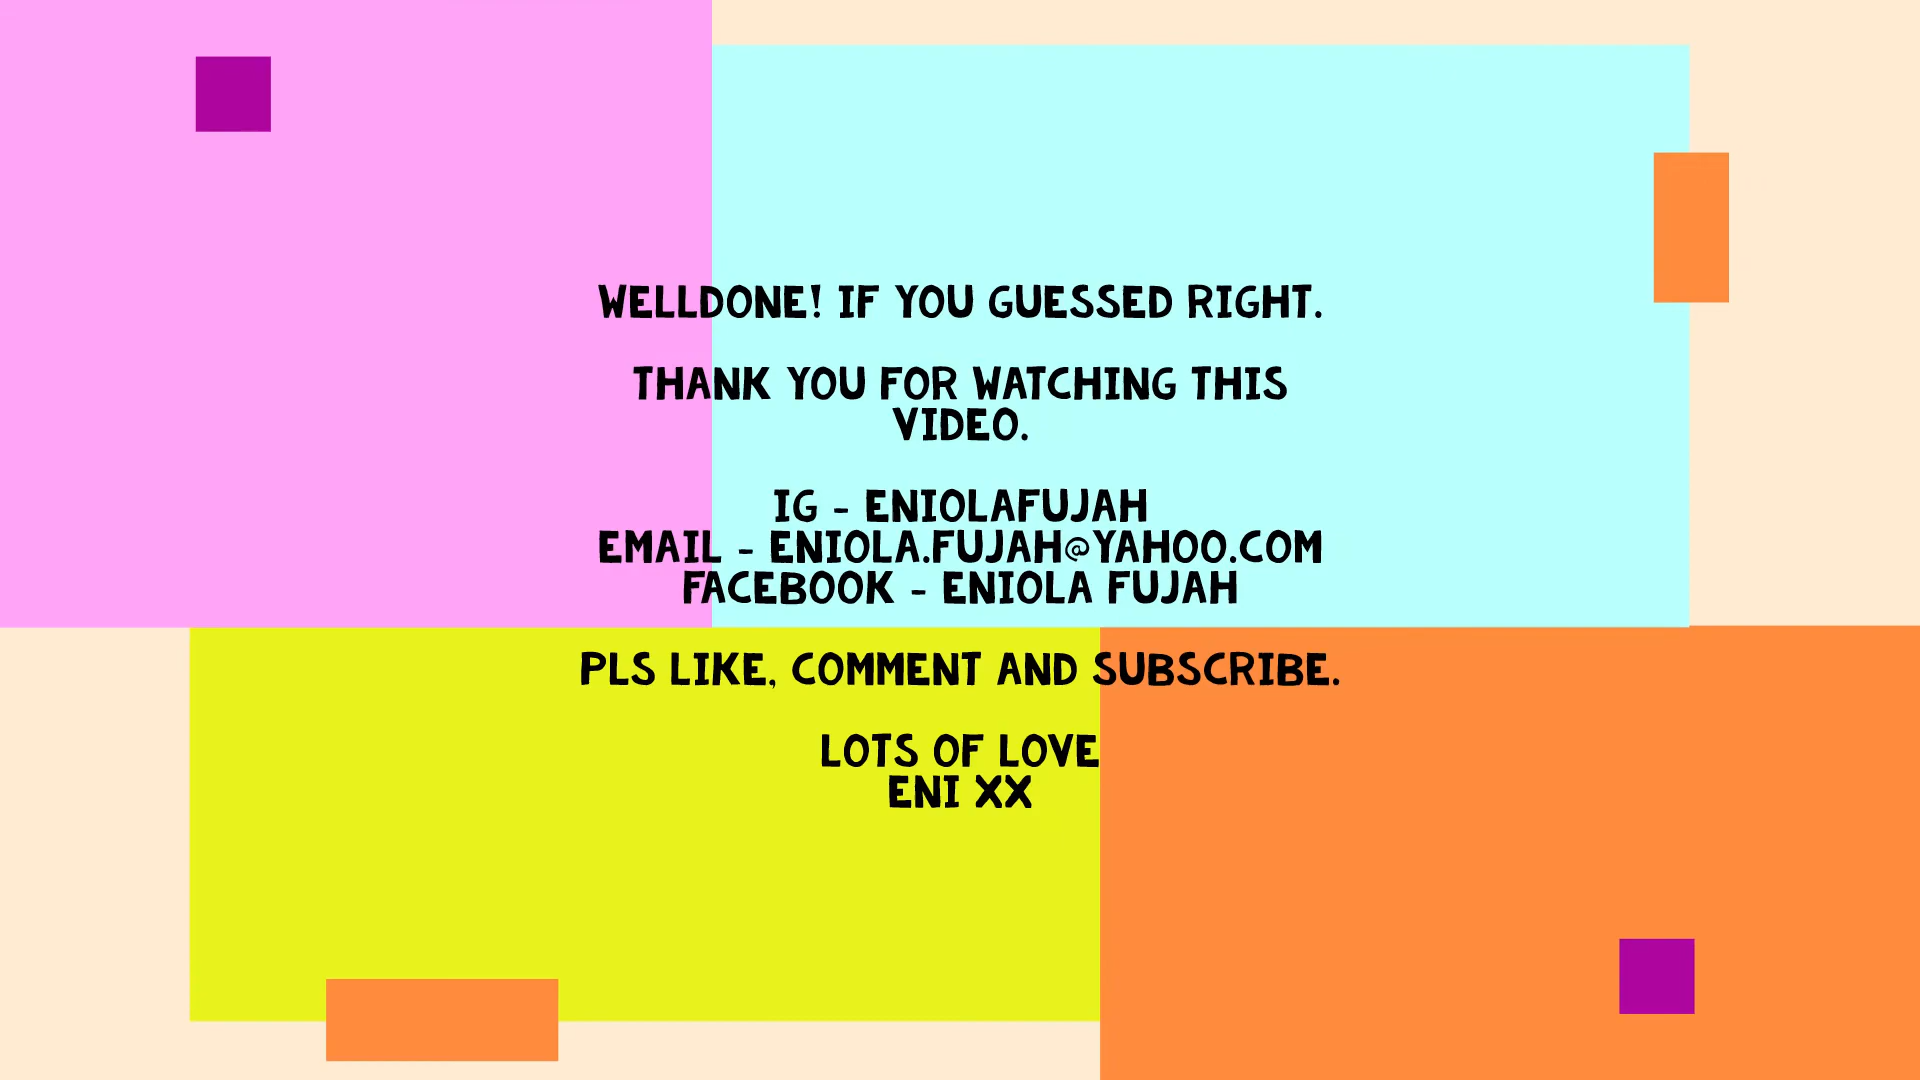 WELLDONE! IF YOU GUESSED RIGHT.
THANK YOU FOR WATCHING THIS
VIDEO.
IG - ENIOLAFUJAH
EMAIL - ENIOLA.FUJAH@YAHOO.COM
FACEBOOK - ENIOLA FUJAH
PLS LIKE, COMMENT AND SUBSCRIBE.
LOTS OF LOVE
ENI XX